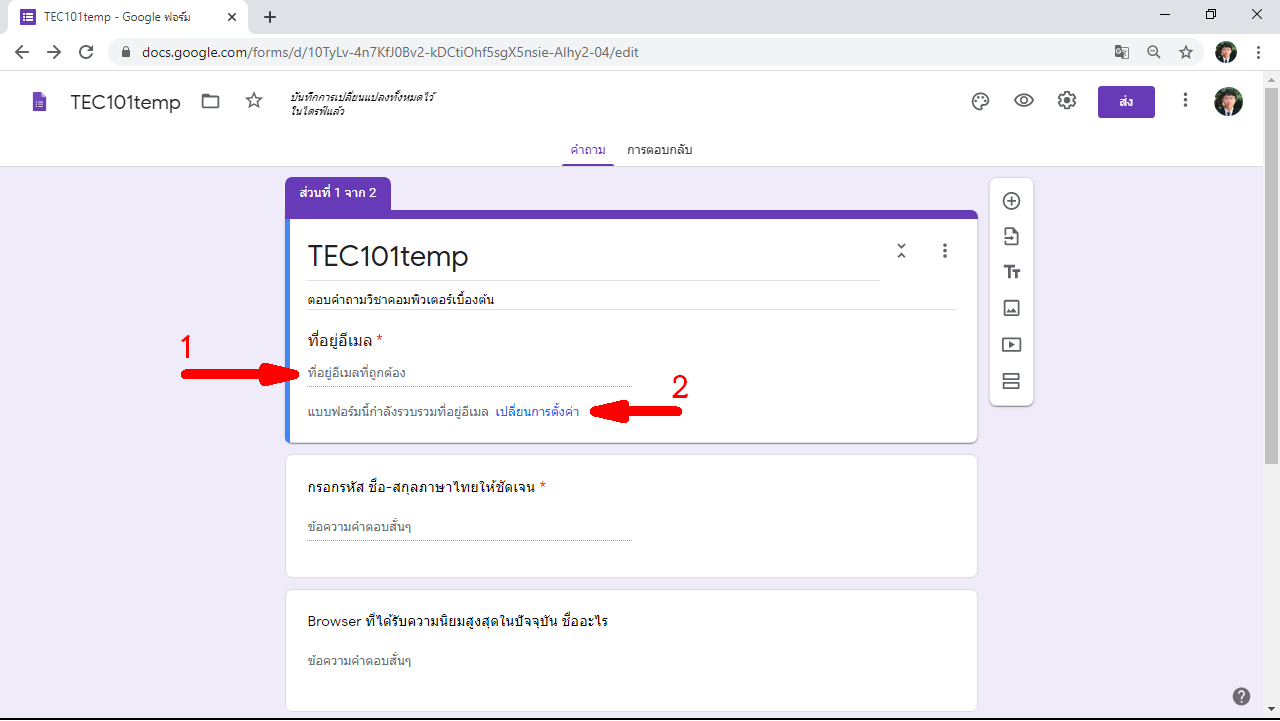 TEC101temp - Google ฟอร์ม
docs.google.com/forms/d/10TyLv-4n7KfJ0Bv2-kDCtiOhf5sgX5nsie-Alhy2-04/edit
TEC101temp
บันทึกการเปลี่ยนแปลงทั้งหมดไว้
ในไดรฟ์แล้ว
ส่ง
คำถาม การตอบกลับ
ส่วนที่ 1 จาก 2
TEC101temp
ตอบคำถามวิชาคอมพิวเตอร์เบื้องต้น
ที่อยู่อีเมล *
1
ที่อยู่อีเมลที่ถูกต้อง
2
แบบฟอร์มนี้กำลังรวบรวมที่อยู่อีเมล เปลี่ยนการตั้งค่า
กรอกรหัส ชื่อ-สกุลภาษาไทยให้ชัดเจน *
ข้อความคำตอบสั้นๆ
Browser ที่ได้รับความนิยมสูงสุดในปัจจุบัน ชื่ออะไร
ข้อความคำตอบสั้นๆ